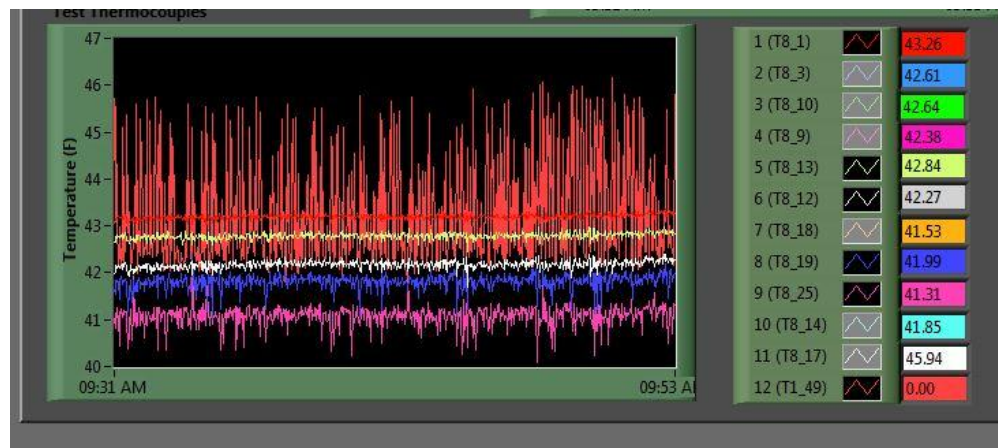 Test Thermocouples
47
46
45
44
43
42
41
40
Temperature (F)
09:31 AM
09:53 A
1 (T8_1) 43.26
2 (T8_3) 42.61
3 (T8_10) 42.64
4 (T8_9) 42.38
5 (T8_13) 42.84
6 (T8_12) 42.27
7 (T8_18) 41.53
8 (T8_19) 41.99
9 (T8_25) 41.31
10 (T8_14) 41.85
11 (T8_17) 45.94
12 (T1_49) 0.00